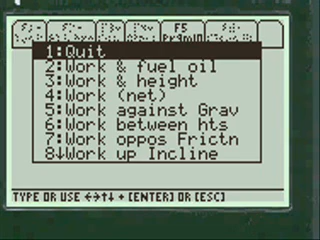 F5
1:Quit
2:Work & fuel oil
3:Work & height
4:Work (net)
5:Work against Grav
6:Work between hts
7:Work oppos Frictn
8↓Work up Incline
TYPE OR USE ←→↑↓ + [ENTER] OR [ESC]